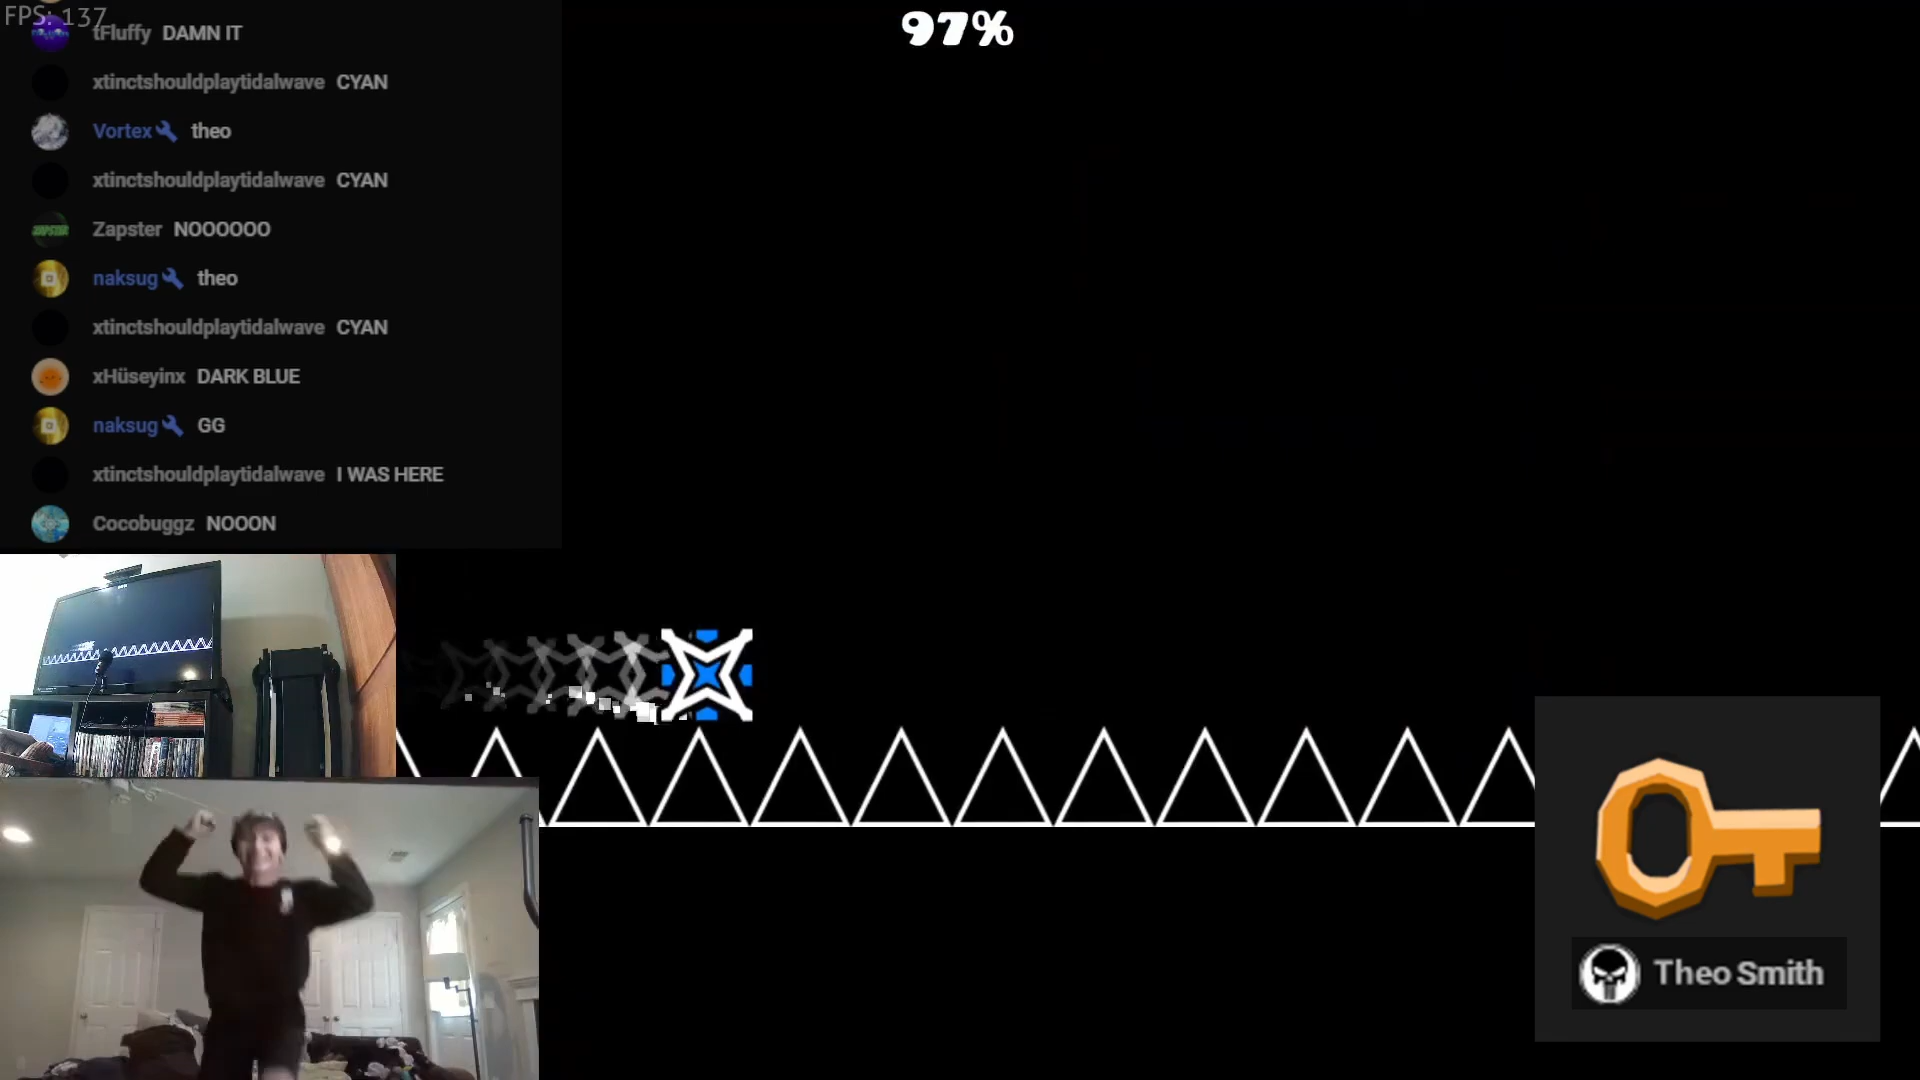 FPS: 137
97%
tFluffy DAMN IT
xtinctshouldplaytidalwave CYAN
Vortex theo
xtinctshouldplaytidalwave CYAN
Zapster NOOOOOO
naksug theo
xtinctshouldplaytidalwave CYAN
xHüseyinx DARK BLUE
naksug GG
xtinctshouldplaytidalwave I WAS HERE
Cocobuggz NOOON
Theo Smith